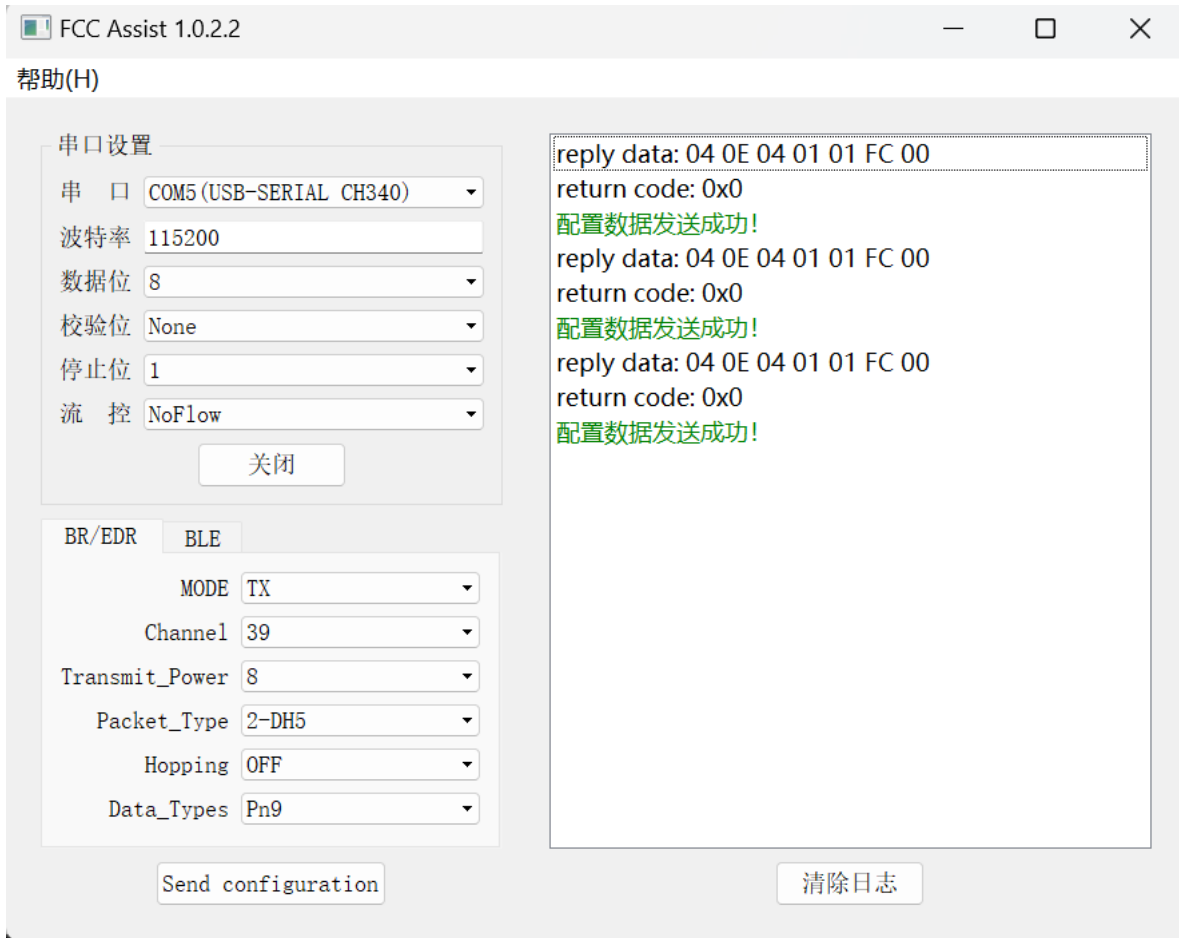 FCC Assist 1.0.2.2
帮助(H)
串口设置
串 口 COM5(USB-SERIAL CH340)
波特率 115200
数据位 8
校验位 None
停止位 1
流 控 NoFlow
关闭
BR/EDR BLE
MODE TX
Channel 39
Transmit_Power 8
Packet_Type 2-DH5
Hopping OFF
Data_Types Pn9
Send configuration
reply data: 04 0E 04 01 01 FC 00
return code: 0x0
配置数据发送成功!
reply data: 04 0E 04 01 01 FC 00
return code: 0x0
配置数据发送成功!
reply data: 04 0E 04 01 01 FC 00
return code: 0x0
配置数据发送成功!
清除日志